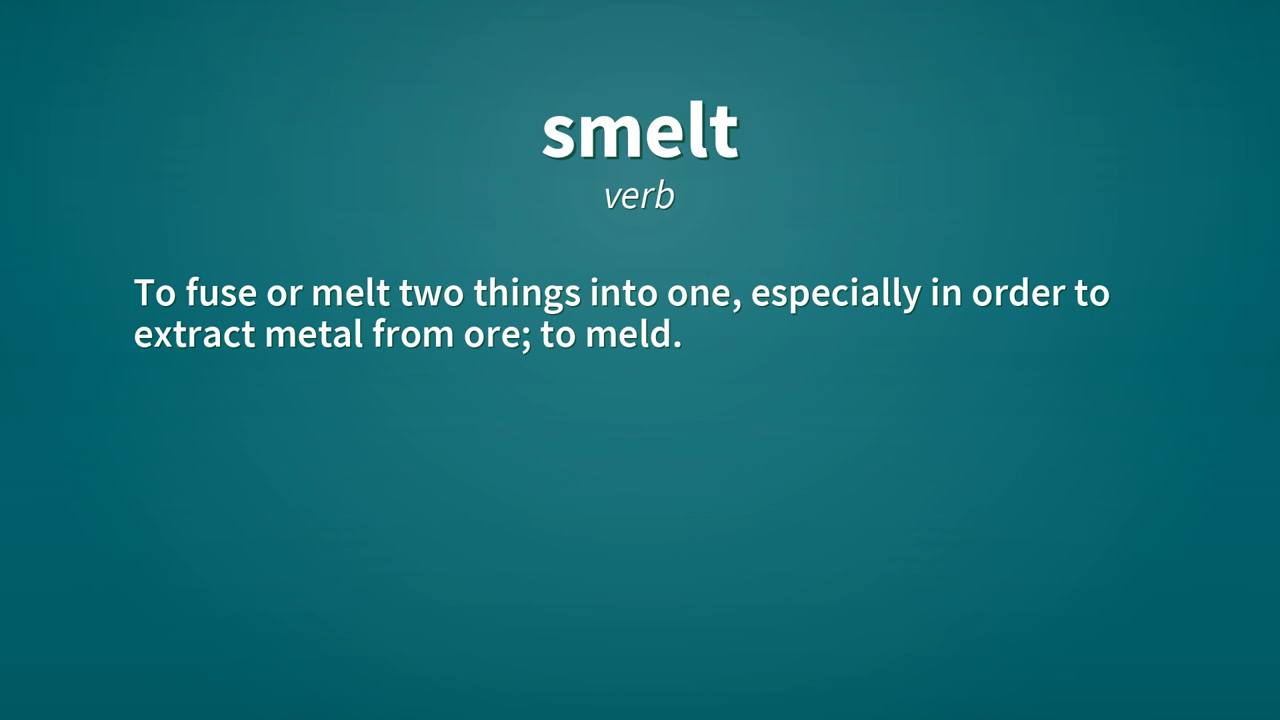 smelt
verb
To fuse or melt two things into one, especially in order to
extract metal from ore; to meld.